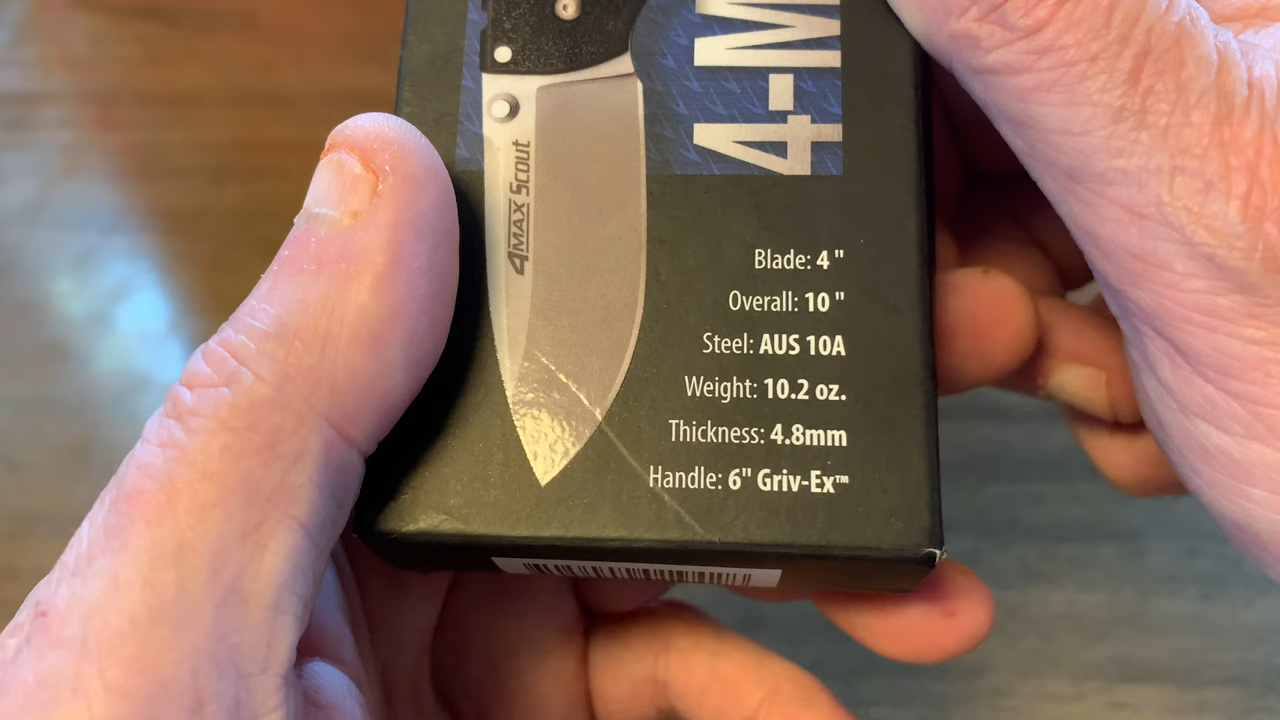 4-M
4MAX Scout
Blade: 4 "
Overall: 10 "
Steel: AUS 10A
Weight: 10.2 oz.
Thickness: 4.8mm
Handle: 6" Griv-Ex™